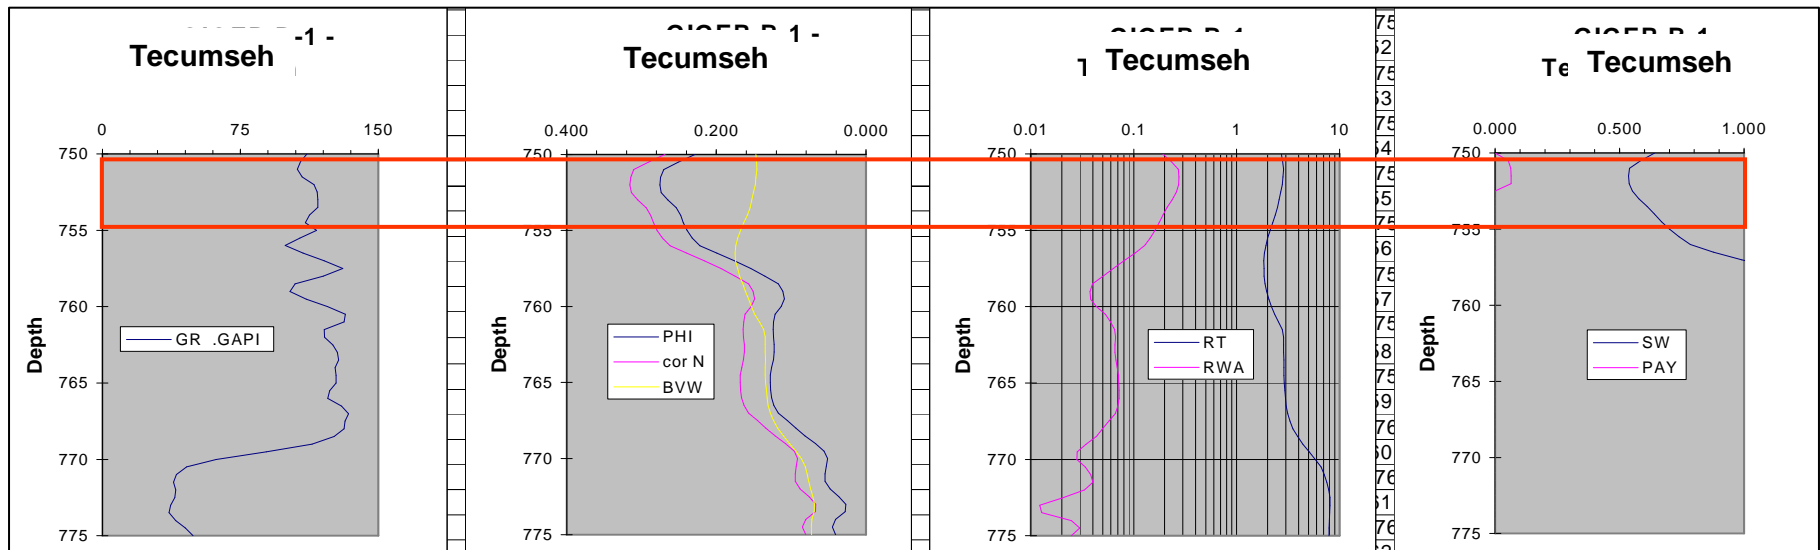 -1 -
Tecumseh
0 75 150
750
755
760
765
770
775
Depth
GR .GAPI
1 -
Tecumseh
0.400 0.200 0.000
750
755
760
765
770
775
Depth
PHI
cor N
BVW
Tecumseh
0.01 0.1 1 10
750
755
760
765
770
775
Depth
RT
RWA
Te Tecumseh
0.000 0.500 1.000
750
755
760
765
770
775
Depth
SW
PAY